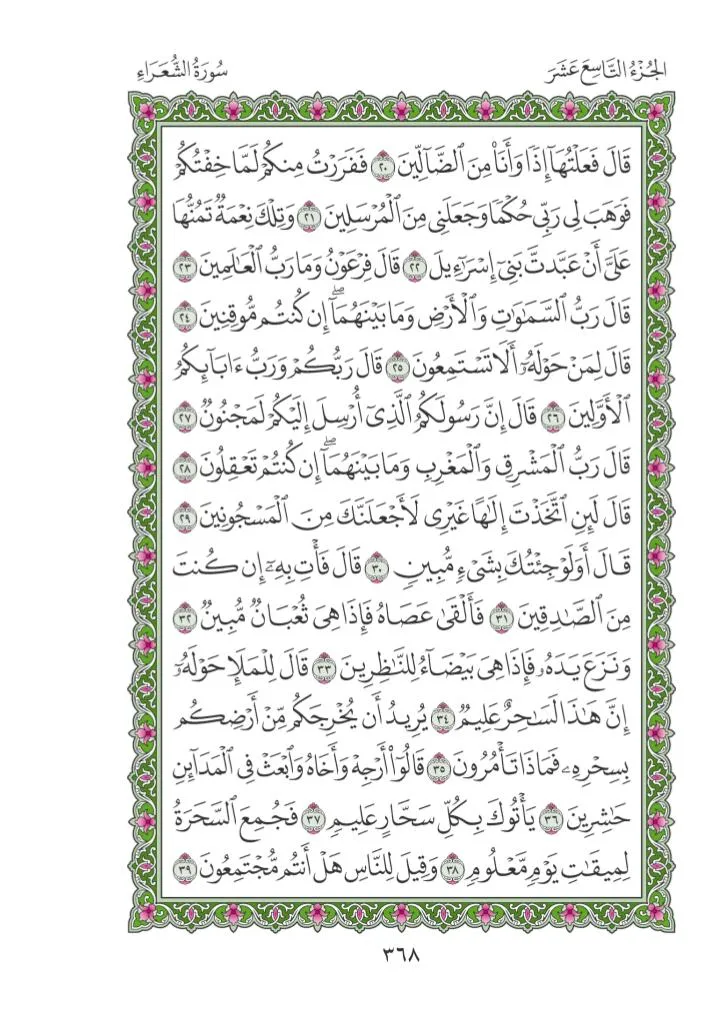 الجُزْءُ التَّاسِعَ عَشَرَ
سُورَةُ الشُّعَرَاءِ
قَالَ فَعَلْتُهَآ إِذٗا وَأَنَا۠ مِنَ ٱلضَّآلِّينَ ٢٠ فَفَرَرۡتُ مِنكُمۡ لَمَّا خِفۡتُكُمۡ
فَوَهَبَ لِي رَبِّي حُكۡمٗا وَجَعَلَنِي مِنَ ٱلۡمُرۡسَلِينَ ٢١ وَتِلۡكَ نِعۡمَةٞ تَمُنُّهَا
عَلَيَّ أَنۡ عَبَّدتَّ بَنِيٓ إِسۡرَٰٓءِيلَ ٢٢ قَالَ فِرۡعَوۡنُ وَمَا رَبُّ ٱلۡعَٰلَمِينَ ٢٣
قَالَ رَبُّ ٱلسَّمَٰوَٰتِ وَٱلۡأَرۡضِ وَمَا بَيۡنَهُمَآۖ إِن كُنتُم مُّوقِنِينَ ٢٤
قَالَ لِمَنۡ حَوۡلَهُۥٓ أَلَا تَسۡتَمِعُونَ ٢٥ قَالَ رَبُّكُمۡ وَرَبُّ ءَابَآئِكُمُ
ٱلۡأَوَّلِينَ ٢٦ قَالَ إِنَّ رَسُولَكُمُ ٱلَّذِيٓ أُرۡسِلَ إِلَيۡكُمۡ لَمَجۡنُونٞ ٢٧
قَالَ رَبُّ ٱلۡمَشۡرِقِ وَٱلۡمَغۡرِبِ وَمَا بَيۡنَهُمَآۖ إِن كُنتُمۡ تَعۡقِلُونَ ٢٨
قَالَ لَئِنِ ٱتَّخَذۡتَ إِلَٰهًا غَيۡرِي لَأَجۡعَلَنَّكَ مِنَ ٱلۡمَسۡجُونِينَ ٢٩
قَالَ أَوَلَوۡ جِئۡتُكَ بِشَيۡءٖ مُّبِينٖ ٣٠ قَالَ فَأۡتِ بِهِۦٓ إِن كُنتَ
مِنَ ٱلصَّٰدِقِينَ ٣١ فَأَلۡقَىٰ عَصَاهُ فَإِذَا هِيَ ثُعۡبَانٞ مُّبِينٞ ٣٢
وَنَزَعَ يَدَهُۥ فَإِذَا هِيَ بَيۡضَآءُ لِلنَّٰظِرِينَ ٣٣ قَالَ لِلۡمَلَإِ حَوۡلَهُۥٓ
إِنَّ هَٰذَا لَسَٰحِرٌ عَلِيمٞ ٣٤ يُرِيدُ أَن يُخۡرِجَكُم مِّنۡ أَرۡضِكُم
بِسِحۡرِهِۦ فَمَاذَا تَأۡمُرُونَ ٣٥ قَالُوٓاْ أَرۡجِهۡ وَأَخَاهُ وَٱبۡعَثۡ فِي ٱلۡمَدَآئِنِ
حَٰشِرِينَ ٣٦ يَأۡتُوكَ بِكُلِّ سَحَّارٍ عَلِيمٖ ٣٧ فَجُمِعَ ٱلسَّحَرَةُ
لِمِيقَٰتِ يَوۡمٖ مَّعۡلُومٖ ٣٨ وَقِيلَ لِلنَّاسِ هَلۡ أَنتُم مُّجۡتَمِعُونَ ٣٩
٣٦٨